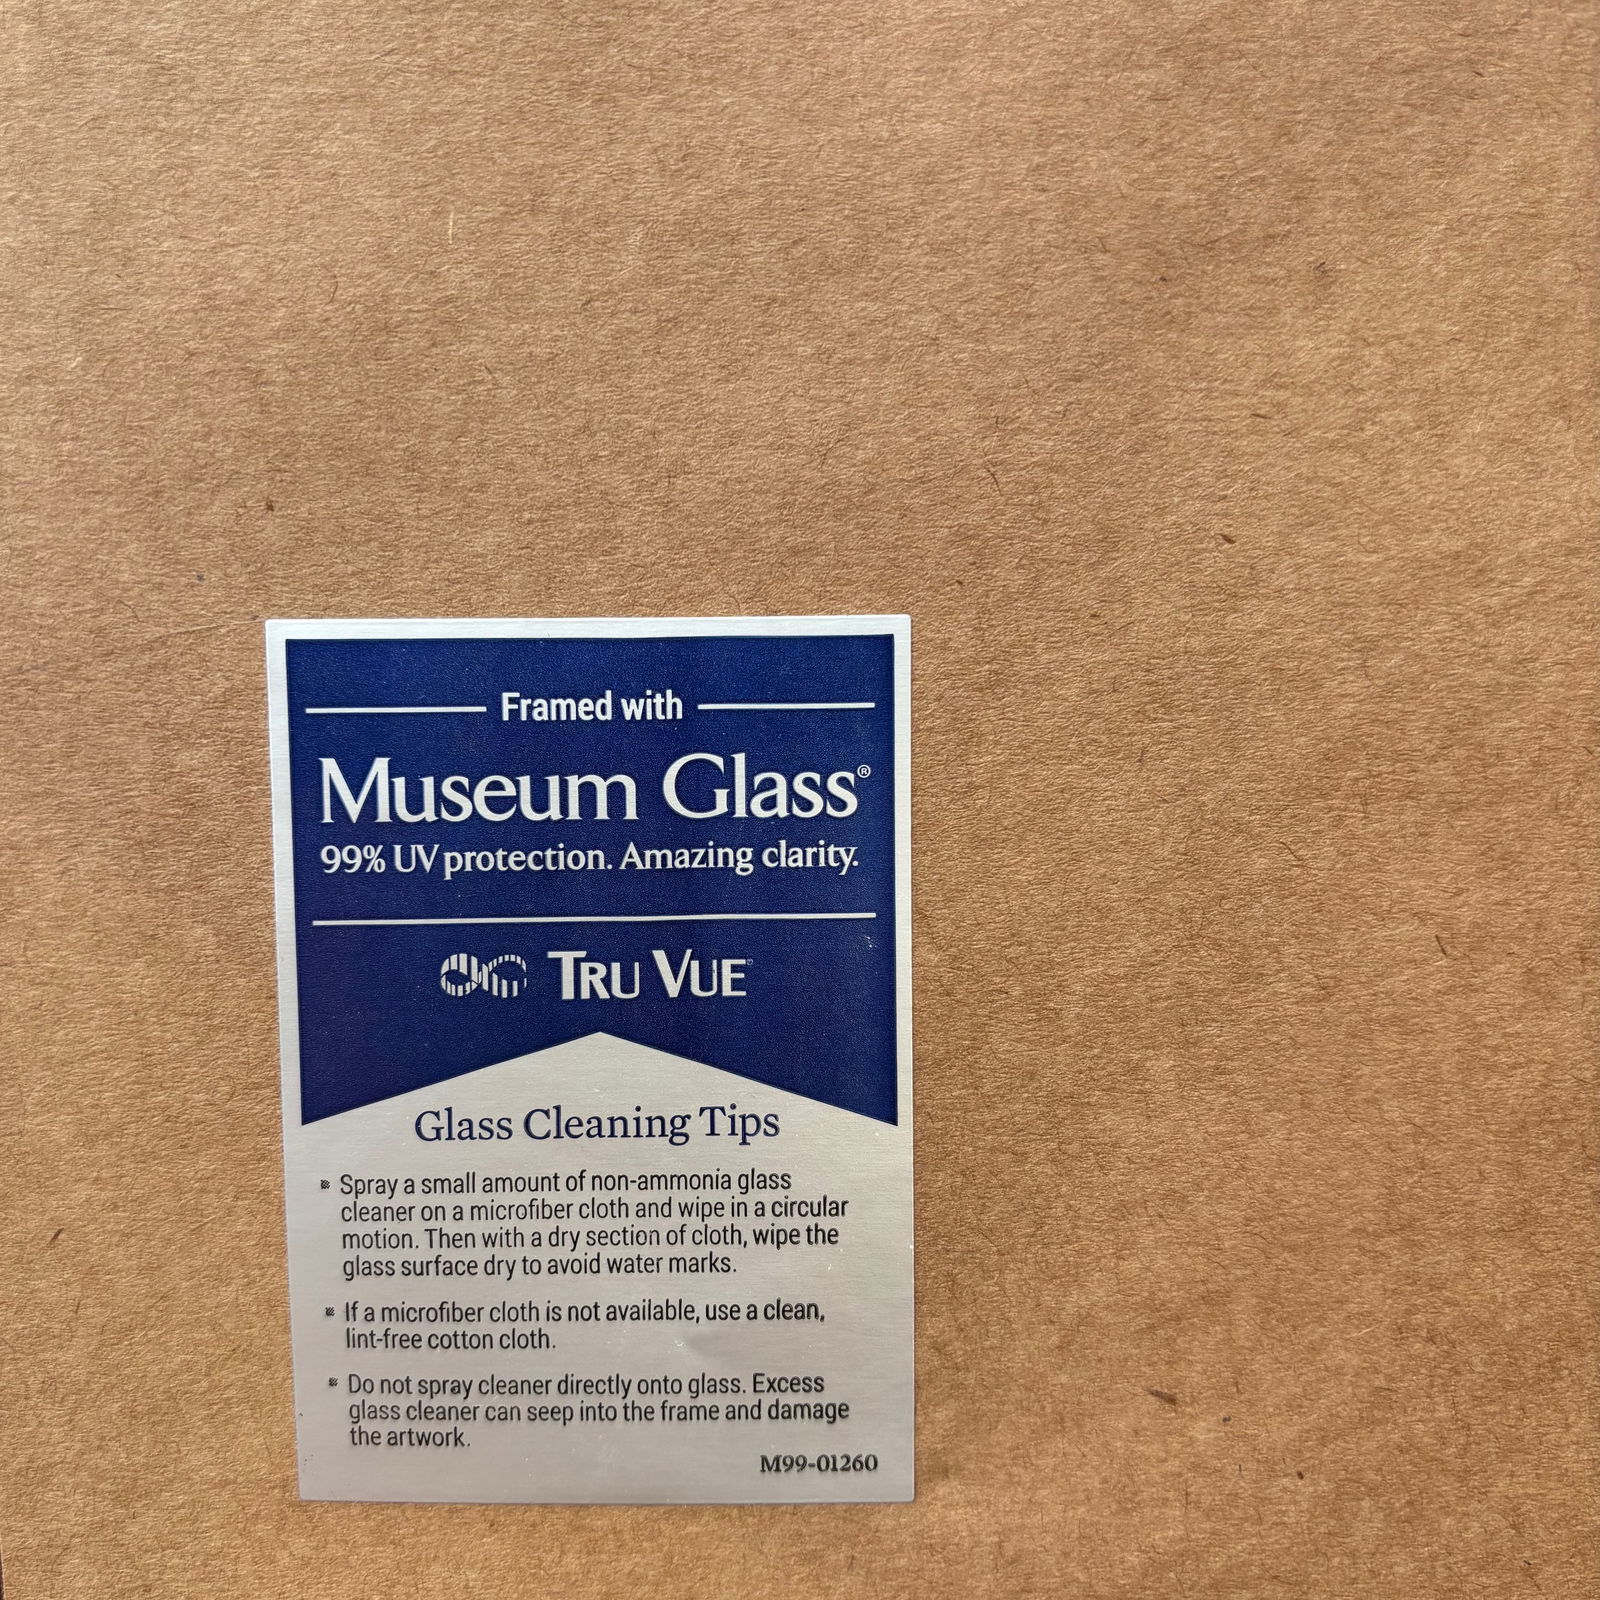 Framed with
Museum Glass®
99% UV protection. Amazing clarity.
TRU VUE®
Glass Cleaning Tips
Spray a small amount of non-ammonia glass
cleaner on a microfiber cloth and wipe in a circular
motion. Then with a dry section of cloth, wipe the
glass surface dry to avoid water marks.
If a microfiber cloth is not available, use a clean,
lint-free cotton cloth.
Do not spray cleaner directly onto glass. Excess
glass cleaner can seep into the frame and damage
the artwork.
M99-01260